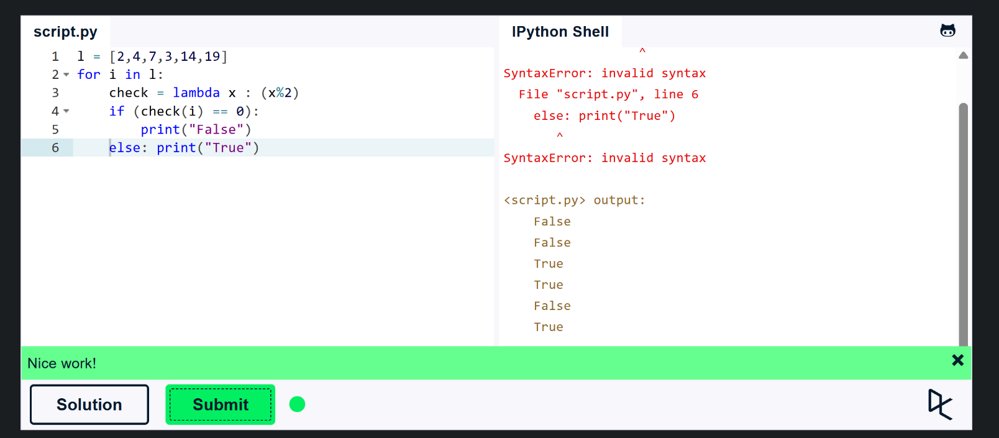 script.py
1 l = [2,4,7,3,14,19]
2 for i in l:
3     check = lambda x : (x%2)
4     if (check(i) == 0):
5         print("False")
6     else: print("True")
IPython Shell
^
SyntaxError: invalid syntax
  File "script.py", line 6
    else: print("True")
       ^
SyntaxError: invalid syntax
<script.py> output:
    False
    False
    True
    True
    False
    True
Nice work!
Solution
Submit